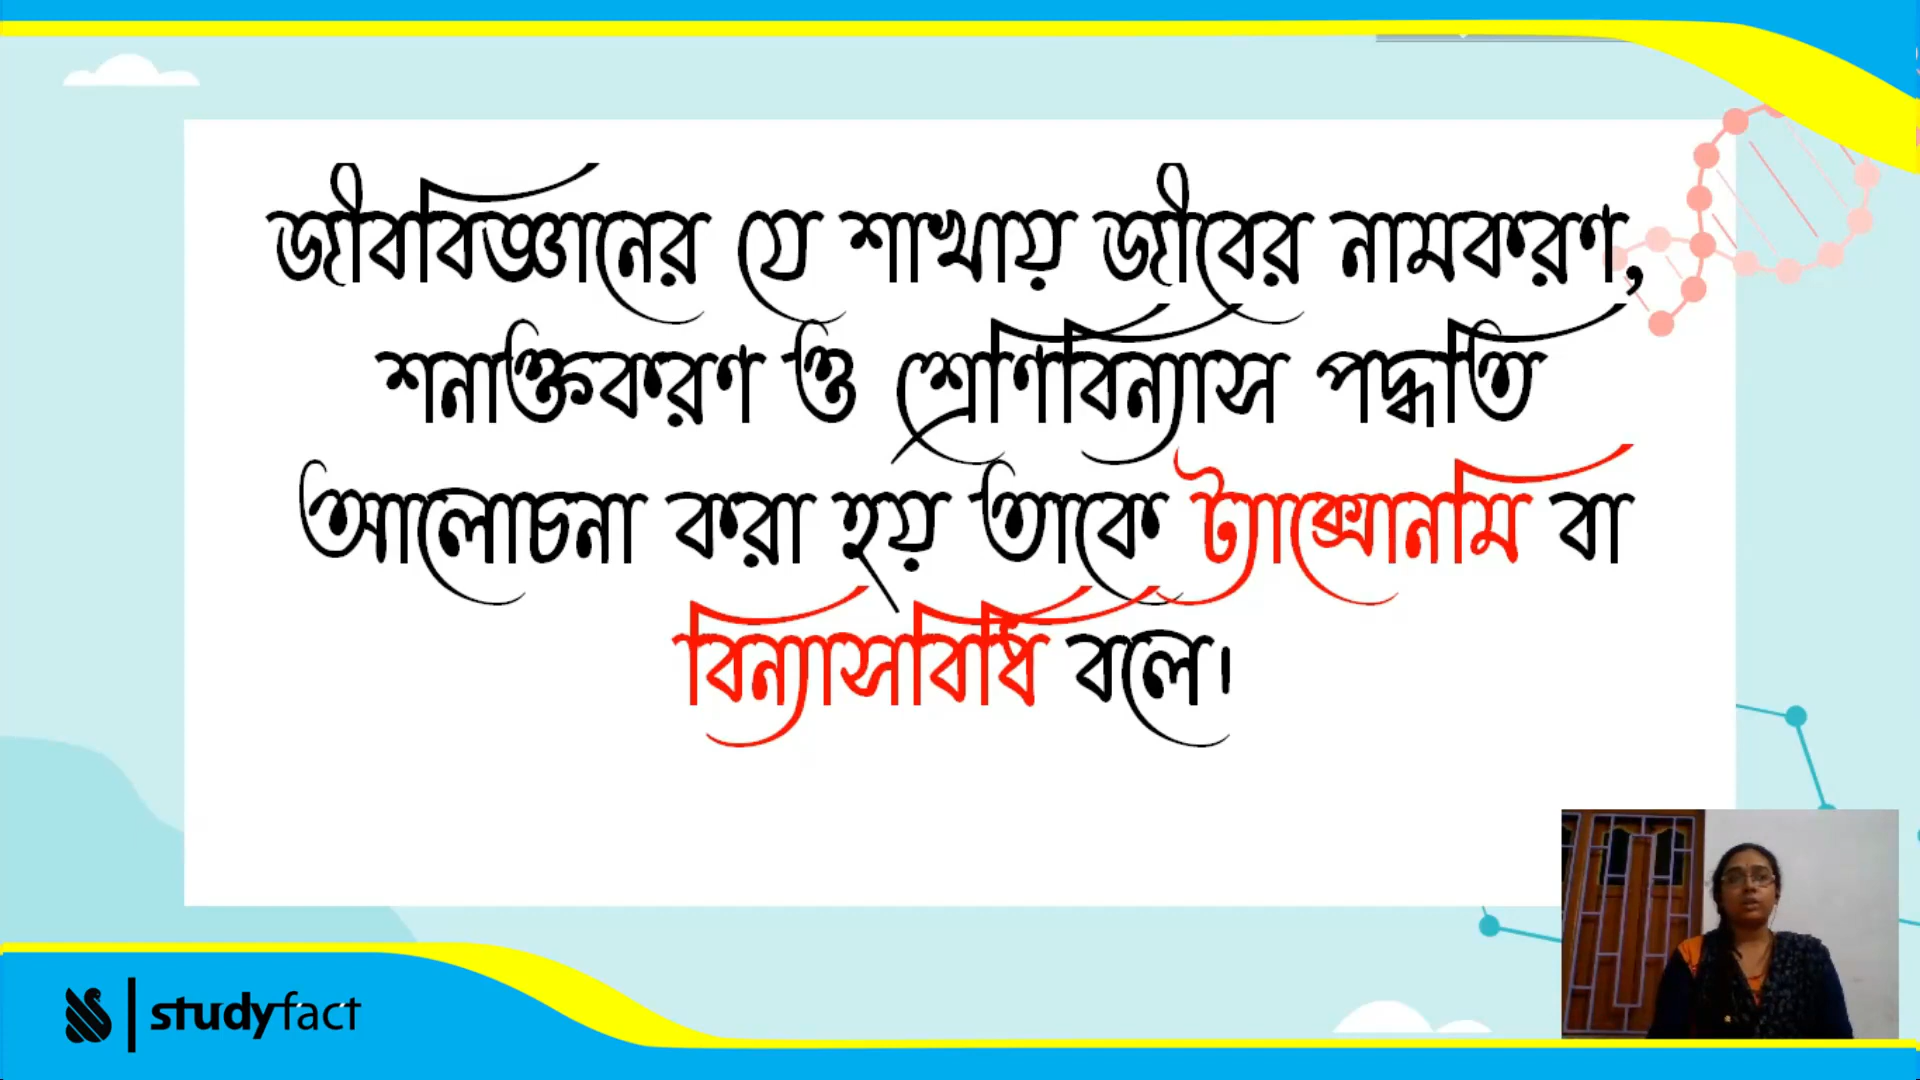 জীববিজ্ঞানের যে শাখায় জীবের নামকরণ,
শনাক্তকরণ ও শ্রেণিবিন্যাস পদ্ধতি
আলোচনা করা হয় তাকে ট্যাক্সোনমি বা
বিন্যাসবিধি বলে।
studyfact